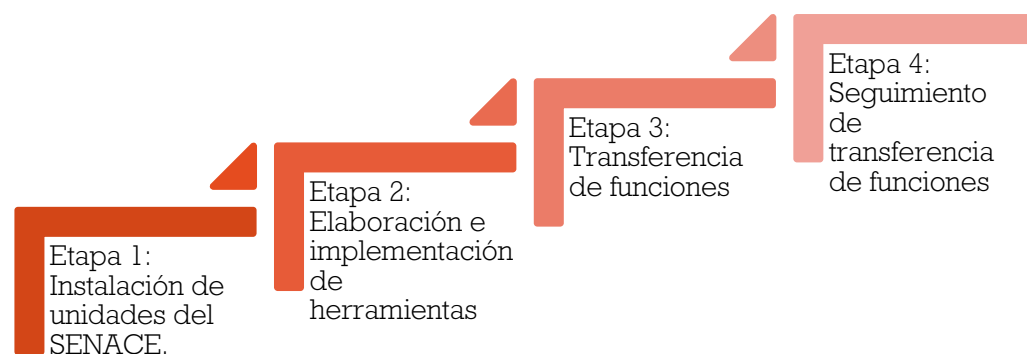 Etapa 1:
Instalación de
unidades del
SENACE.
Etapa 2:
Elaboración e
implementación
de
herramientas
Etapa 3:
Transferencia
de funciones
Etapa 4:
Seguimiento
de
transferencia
de funciones